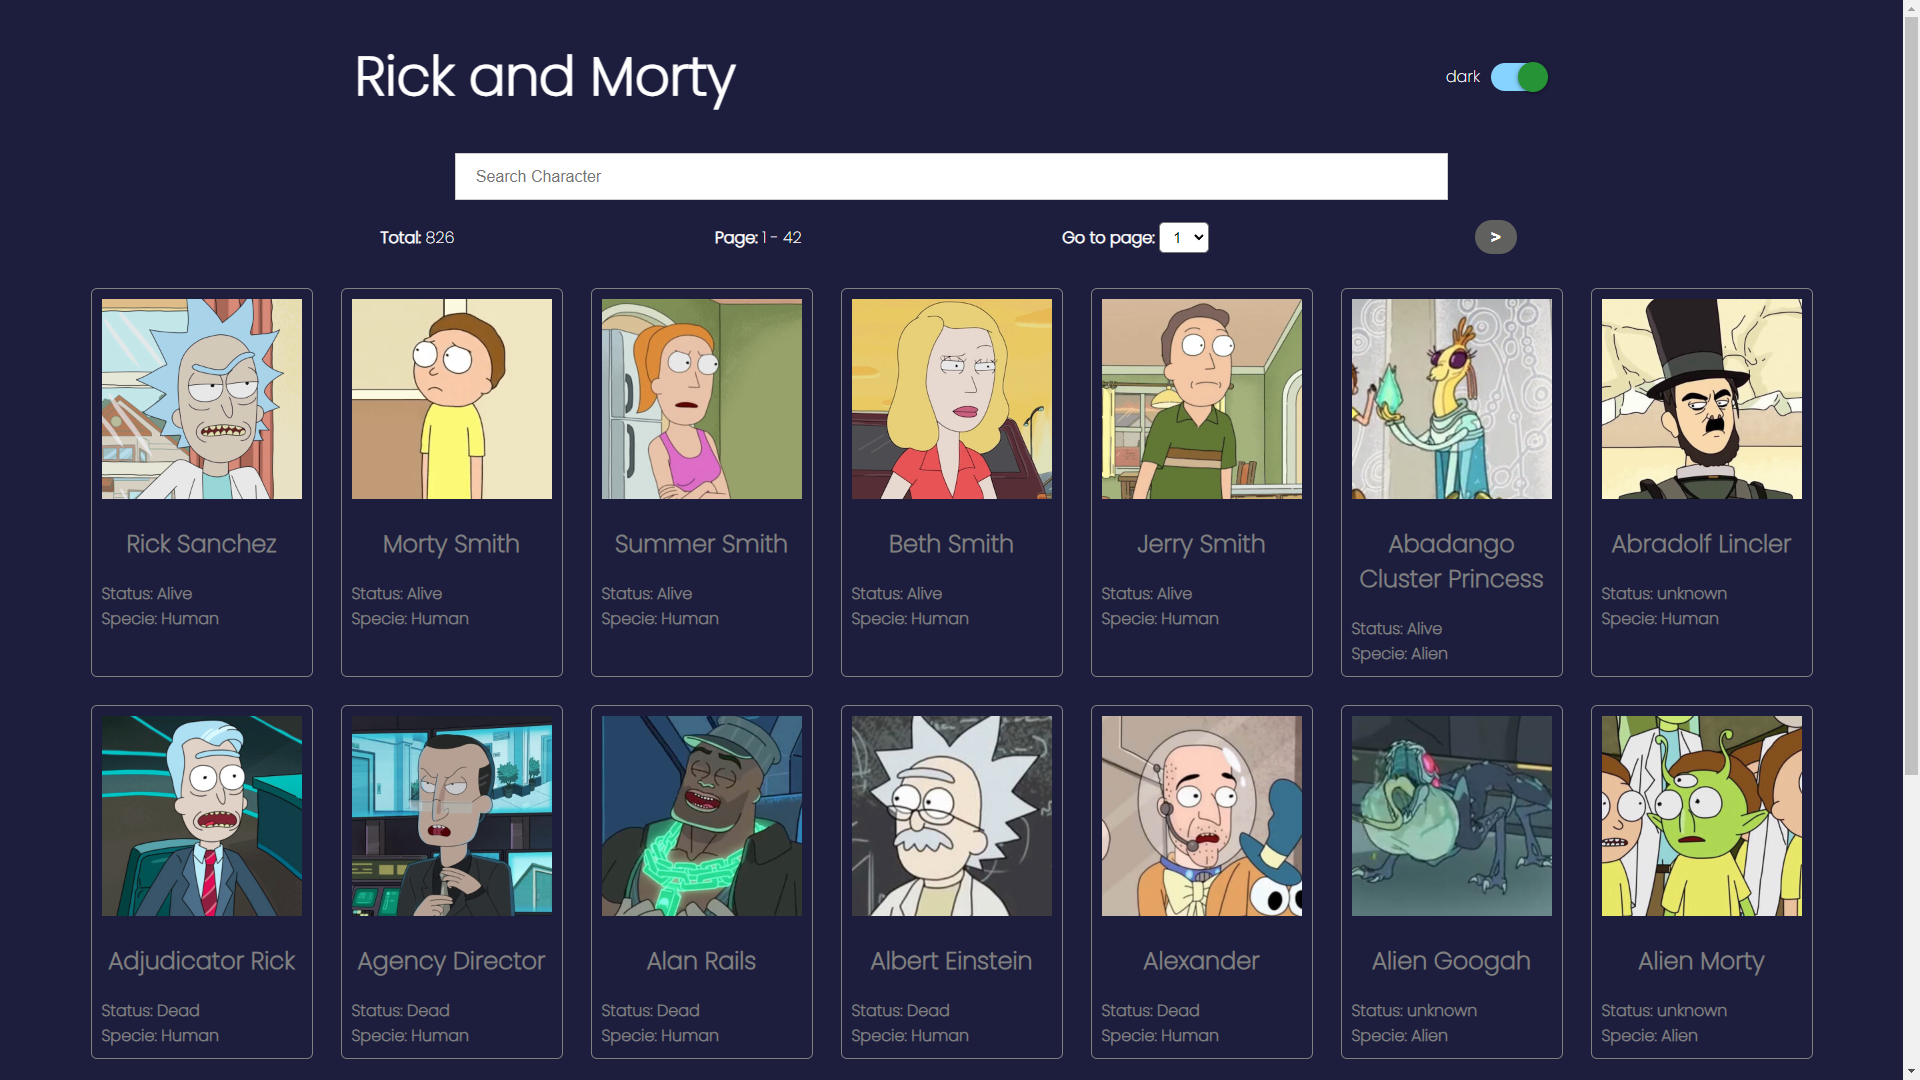 Rick and Morty
dark
Search Character
Total: 826
Page: 1 - 42
Go to page: 1
>
Rick Sanchez
Status: Alive
Specie: Human
Morty Smith
Status: Alive
Specie: Human
Summer Smith
Status: Alive
Specie: Human
Beth Smith
Status: Alive
Specie: Human
Jerry Smith
Status: Alive
Specie: Human
Abadango
Cluster Princess
Status: Alive
Specie: Alien
Abradolf Lincler
Status: unknown
Specie: Human
Adjudicator Rick
Status: Dead
Specie: Human
Agency Director
Status: Dead
Specie: Human
Alan Rails
Status: Dead
Specie: Human
Albert Einstein
Status: Dead
Specie: Human
Alexander
Status: Dead
Specie: Human
Alien Googah
Status: unknown
Specie: Alien
Alien Morty
Status: unknown
Specie: Alien